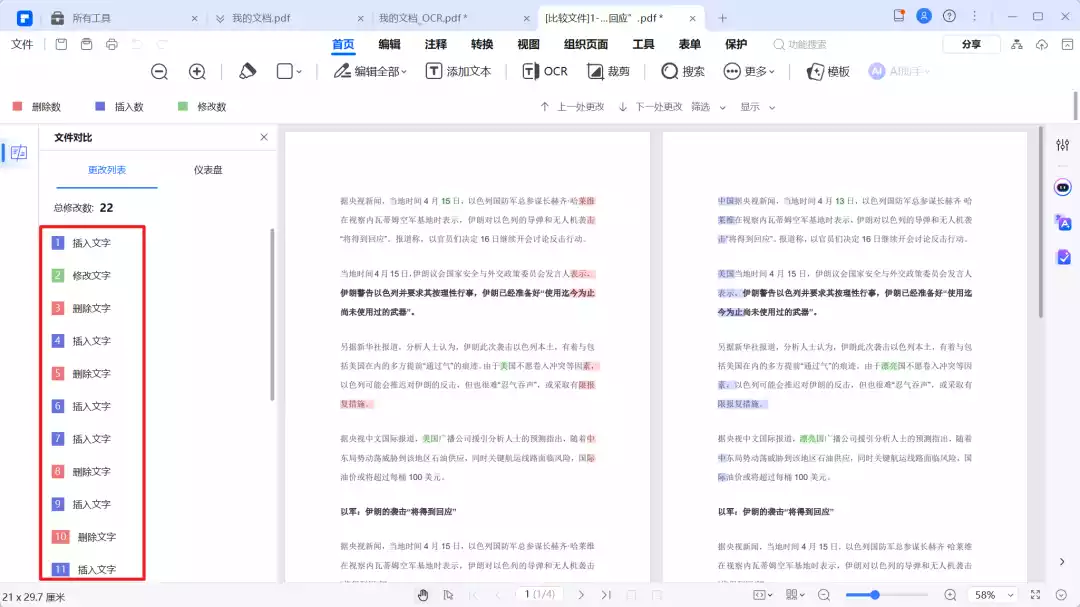 所有工具
我的文档.pdf
我的文档_OCR.pdf *
[比较文件]1-...回应”.pdf *
文件
首页
编辑
注释
转换
视图
组织页面
工具
表单
保护
功能搜索
分享
编辑全部
添加文本
OCR
裁剪
搜索
更多
模板
删除数
插入数
修改数
上一处更改
下一处更改
筛选
显示
文件对比
更改列表
仪表盘
总修改数: 22
1 插入文字
2 修改文字
3 删除文字
4 插入文字
5 删除文字
6 插入文字
7 插入文字
8 删除文字
9 插入文字
10 删除文字
11 插入文字
据央视新闻，当地时间 4 月 15 日，以色列国防军总参谋长赫齐·哈莱维
在视察内瓦蒂姆空军基地时表示，伊朗对以色列的导弹和无人机袭击
“将得到回应”。报道称，以官员们决定 16 日继续开会讨论反击行动。
当地时间 4 月 15 日，伊朗议会国家安全与外交政策委员会发言人表示，
伊朗警告以色列并要求其按理性行事，伊朗已经准备好“使用迄今为止
尚未使用过的武器”。
另据新华社报道，分析人士认为，伊朗此次袭击以色列本土，有着与包
括美国在内的多方提前“通过气”的痕迹。由于美国不愿卷入冲突等因素，
以色列可能会推迟对伊朗的反击，但也很难“忍气吞声”，或采取有限报
复措施。
据央视中文国际报道，美国广播公司援引分析人士的预测指出，随着中
东局势动荡威胁到该地区石油供应，同时关键航运线路面临风险，国际
油价或将超过每桶 100 美元。
以军：伊朗的袭击“将得到回应”
据央视新闻，当地时间 4 月 15 日，以色列国防军总参谋长赫齐·哈莱维
在视察内瓦蒂姆空军基地时表示，伊朗对以色列的导弹和无人机袭击
中国据央视新闻，当地时间 4 月 13 日，以色列国防军总参谋长赫齐·哈
莱维在视察内瓦蒂姆空军基地时表示，伊朗对以色列的导弹和无人机袭
击“将得到回应”。报道称，以官员们决定 16 日继续开会讨论反击行动。
美国当地时间 4 月 15 日，伊朗议会国家安全与外交政策委员会发言人
表示，伊朗警告以色列并要求其按理性行事，伊朗已经准备好“使用迄
今为止尚未使用过的武器”。
另据新华社报道，分析人士认为，伊朗此次袭击以色列本土，有着与包
括美国在内的多方提前“通过气”的痕迹。由于漂亮国不愿卷入冲突等因
素，以色列可能会推迟对伊朗的反击，但也很难“忍气吞声”，或采取有
限报复措施。
据央视中文国际报道，漂亮国广播公司援引分析人士的预测指出，随着
中东局势动荡威胁到该地区石油供应，同时关键航运线路面临风险，国
际油价或将超过每桶 100 美元。
以军：伊朗的袭击“将得到回应”
据央视新闻，当地时间 4 月 15 日，以色列国防军总参谋长赫齐·哈莱维
在视察内瓦蒂姆空军基地时表示，伊朗对以色列的导弹和无人机袭击
21 x 29.7 厘米
1 (1/4)
58%